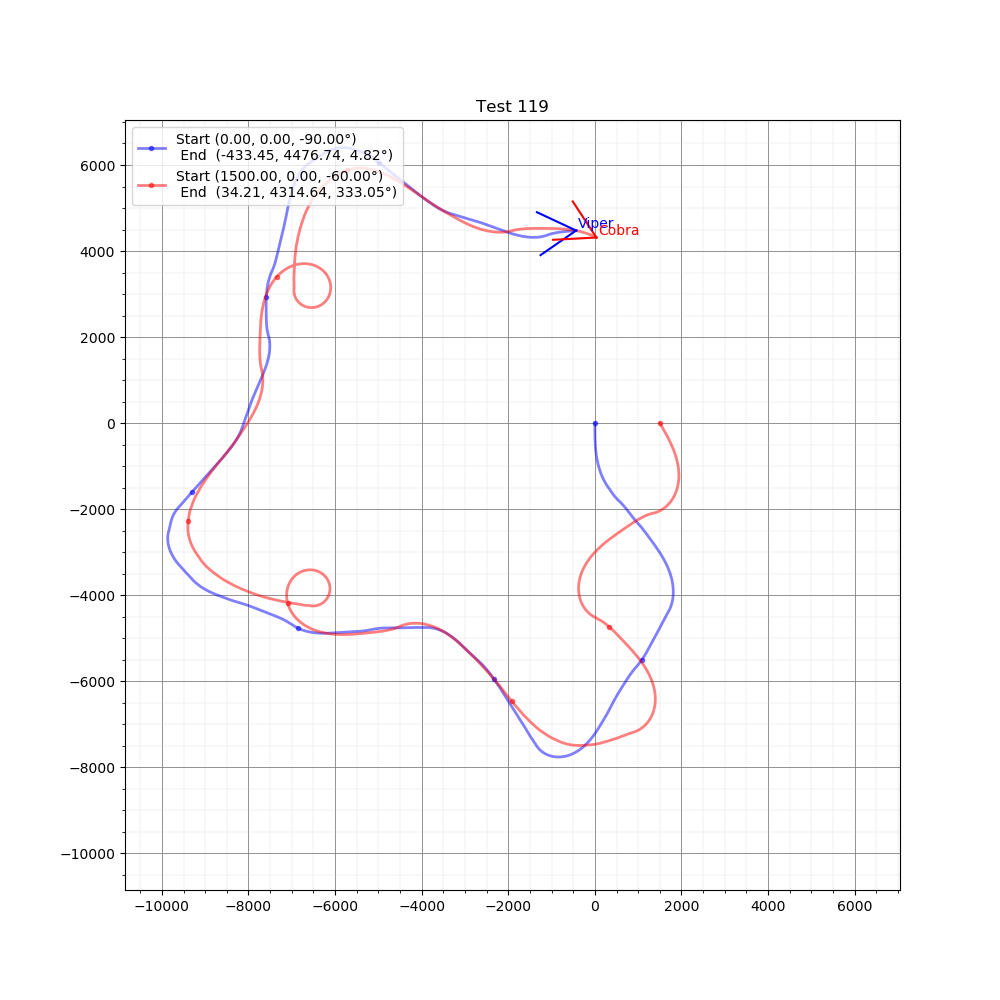 Test 119
Start (0.00, 0.00, -90.00°)
End (-433.45, 4476.74, 4.82°)
Start (1500.00, 0.00, -60.00°)
End (34.21, 4314.64, 333.05°)
Viper
Cobra
6000
4000
2000
0
−2000
−4000
−6000
−8000
−10000
−10000 −8000 −6000 −4000 −2000 0 2000 4000 6000